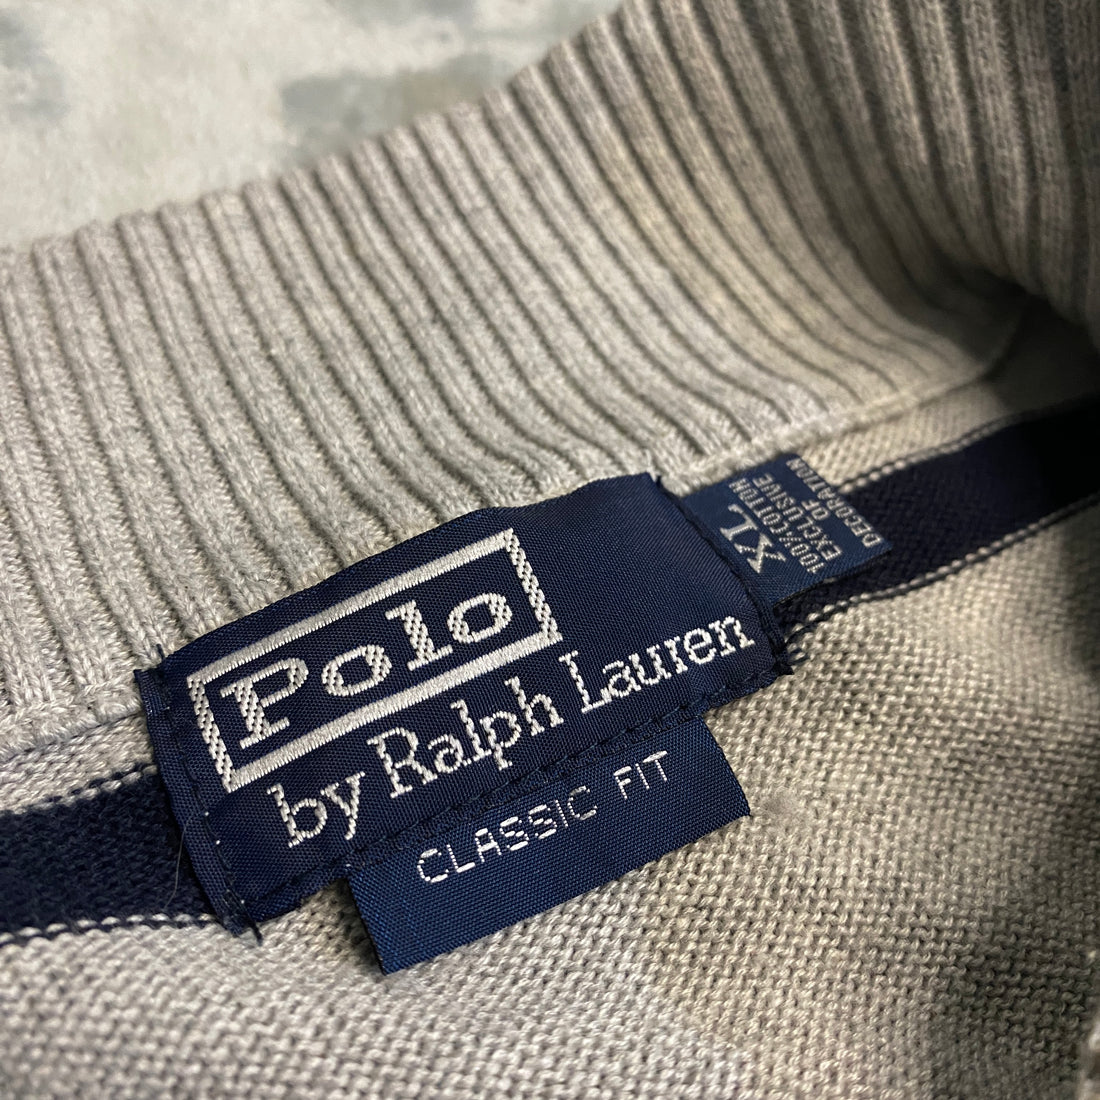 Polo
by Ralph Lauren
CLASSIC FIT
XL
100% COTTON
EXCLUSIVE
OF
DECORATION